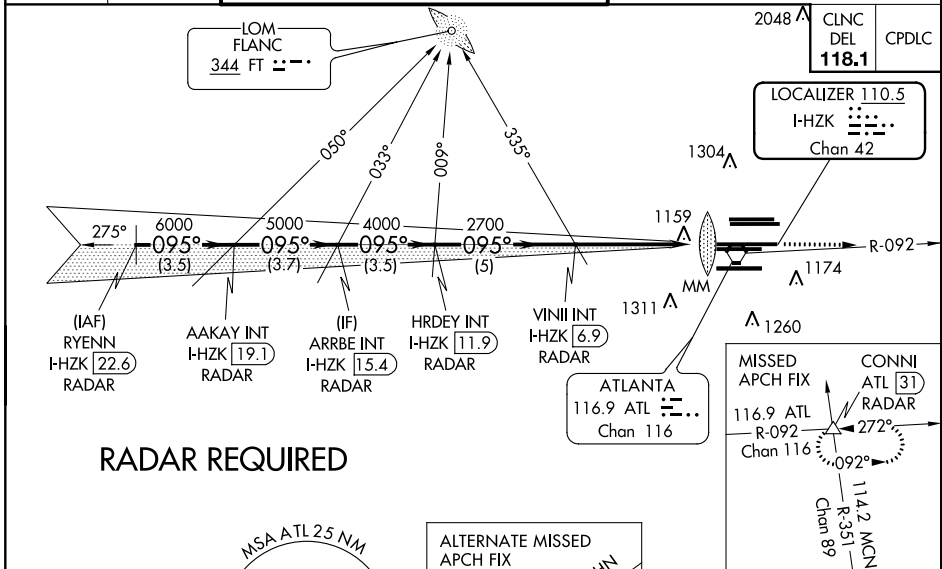 2048
CLNC
DEL
118.1
CPDLC
LOM
FLANC
344 FT
LOCALIZER 110.5
I-HZK
Chan 42
050°
033°
009°
335°
1304
1159
275°
6000
095°
(3.5)
5000
095°
(3.7)
4000
095°
(3.5)
2700
095°
(5)
R-092
MM
1174
1311
1260
(IAF)
RYENN
I-HZK 22.6
RADAR
AAKAY INT
I-HZK 19.1
RADAR
(IF)
ARRBE INT
I-HZK 15.4
RADAR
HRDEY INT
I-HZK 11.9
RADAR
VINII INT
I-HZK 6.9
RADAR
ATLANTA
116.9 ATL
Chan 116
MISSED
APCH FIX
CONNI
ATL 31
RADAR
116.9 ATL
R-092
Chan 116
272°
092°
114.2 MCN
R-351
Chan 89
RADAR REQUIRED
MSA ATL 25 NM
ALTERNATE MISSED
APCH FIX